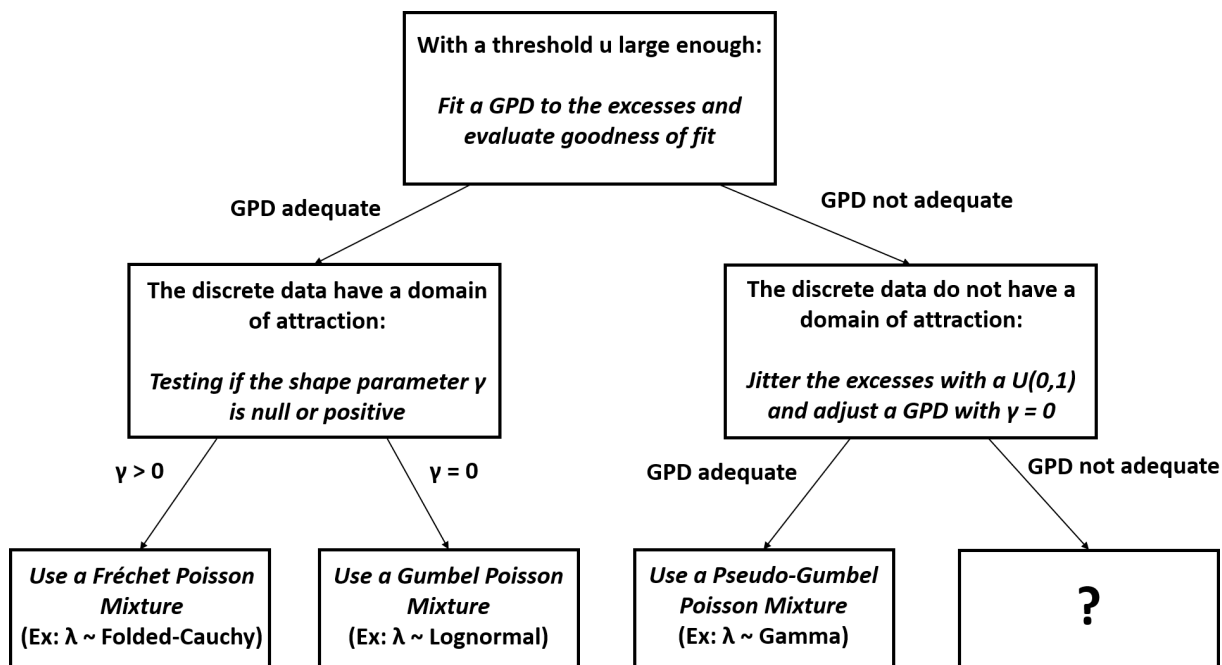 With a threshold u large enough:
Fit a GPD to the excesses and
evaluate goodness of fit
GPD adequate
GPD not adequate
The discrete data have a domain
of attraction:
Testing if the shape parameter γ
is null or positive
The discrete data do not have a
domain of attraction:
Jitter the excesses with a U(0,1)
and adjust a GPD with γ = 0
γ > 0
γ = 0
GPD adequate
GPD not adequate
Use a Fréchet Poisson
Mixture
(Ex: λ ~ Folded-Cauchy)
Use a Gumbel Poisson
Mixture
(Ex: λ ~ Lognormal)
Use a Pseudo-Gumbel
Poisson Mixture
(Ex: λ ~ Gamma)
?